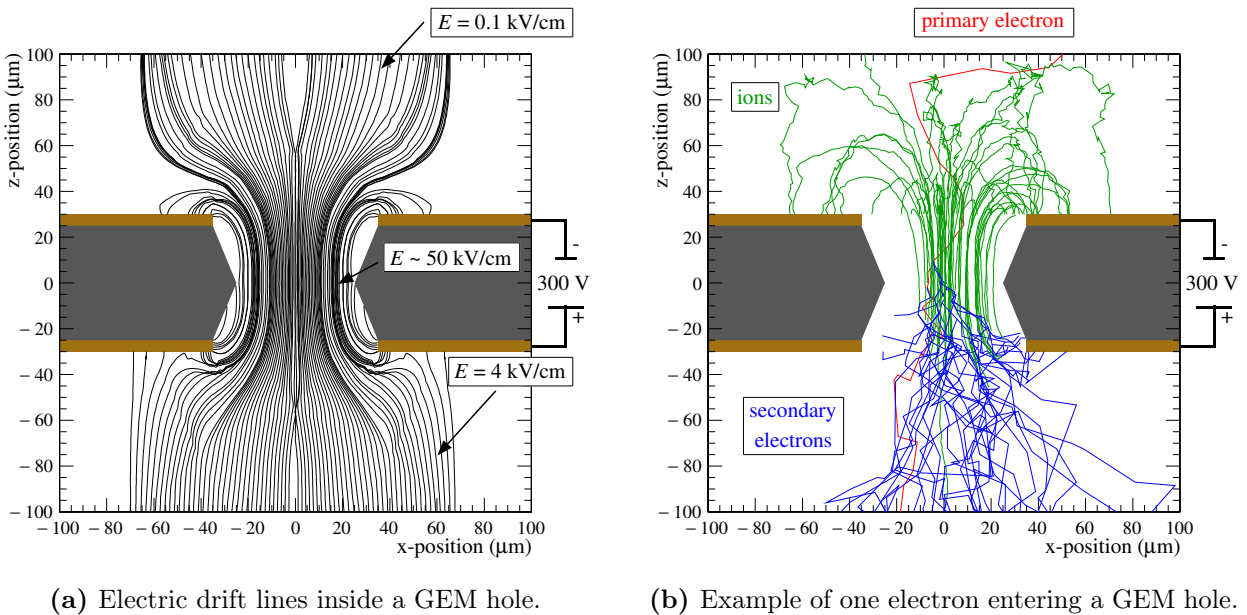 E = 0.1 kV/cm
z-position (μm)
100
80
60
40
20
0
− 20
− 40
− 60
− 80
− 100
E ~ 50 kV/cm
E = 4 kV/cm
-
300 V
+
− 100 − 80 − 60 − 40 − 20 0 20 40 60 80 100
x-position (μm)
(a) Electric drift lines inside a GEM hole.
primary electron
z-position (μm)
100
80
60
40
20
0
− 20
− 40
− 60
− 80
− 100
ions
secondary
electrons
-
300 V
+
− 100 − 80 − 60 − 40 − 20 0 20 40 60 80 100
x-position (μm)
(b) Example of one electron entering a GEM hole.